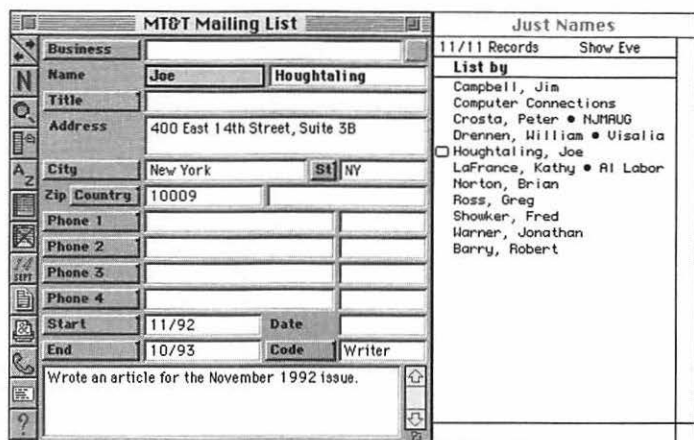 MT&T Mailing List
Business
Name Joe Houghtaling
Title
Address 400 East 14th Street, Suite 3B
City New York St NY
Zip Country 10009
Phone 1
Phone 2
Phone 3
Phone 4
Start 11/92 Date
End 10/93 Code Writer
Wrote an article for the November 1992 issue.
N
A
Z
14
SEPT
?
Just Names
11/11 Records Show Eve
List by
Campbell, Jim
Computer Connections
Crosta, Peter • NJMAUG
Drennen, William • Visalia
Houghtaling, Joe
LaFrance, Kathy • Al Labor
Norton, Brian
Ross, Greg
Showker, Fred
Warner, Jonathan
Barry, Robert